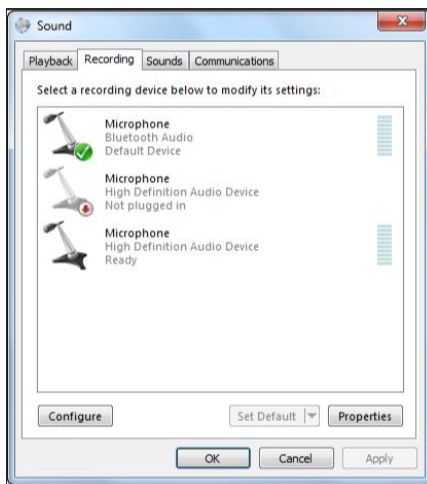 Sound
Playback Recording Sounds Communications
Select a recording device below to modify its settings:
Microphone
Bluetooth Audio
Default Device
Microphone
High Definition Audio Device
Not plugged in
Microphone
High Definition Audio Device
Ready
Configure Set Default Properties
OK Cancel Apply